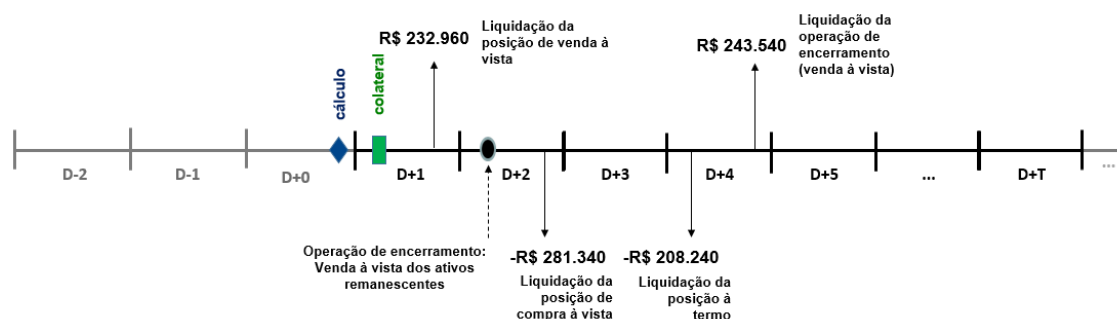 R$ 232.960
Liquidação da
posição de venda à
vista
R$ 243.540
Liquidação da
operação de
encerramento
(venda à vista)
cálculo
colateral
D-2
D-1
D+0
D+1
D+2
D+3
D+4
D+5
...
D+T
...
Operação de encerramento:
Venda à vista dos ativos
remanescentes
-R$ 281.340
Liquidação da
posição de
compra à vista
-R$ 208.240
Liquidação da
posição à
termo